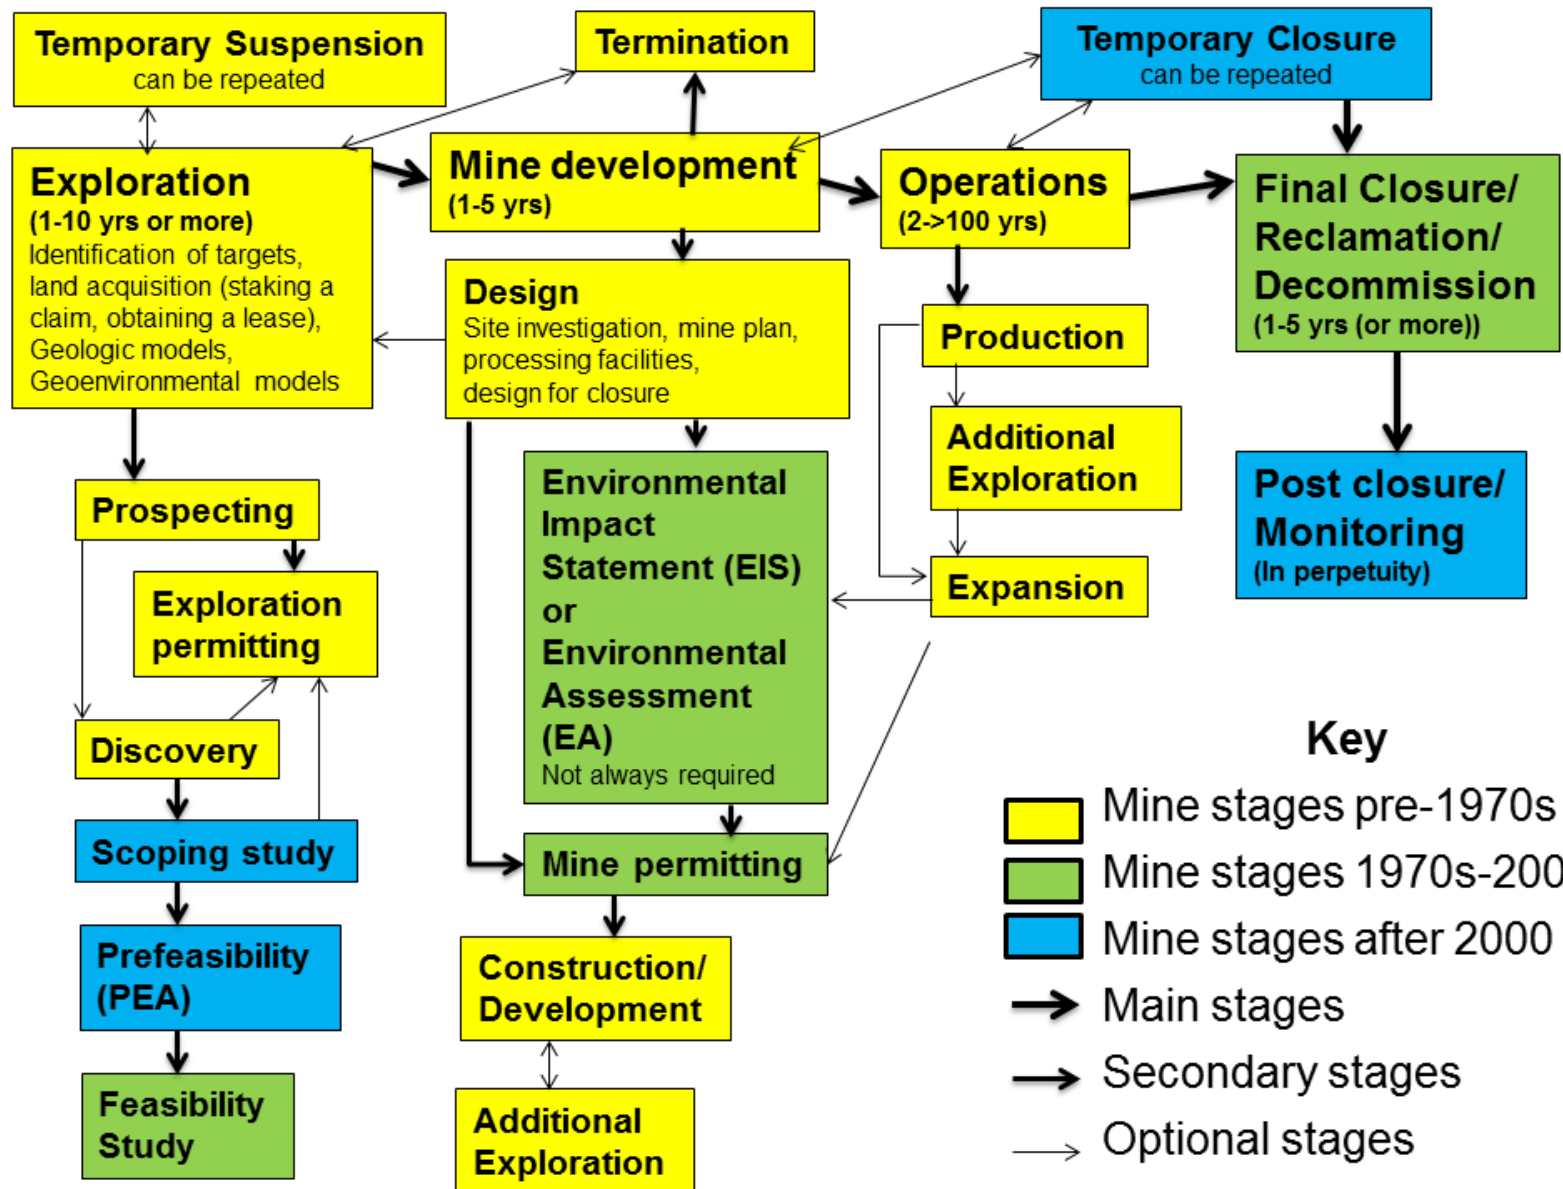 Temporary Suspension
can be repeated
Termination
Temporary Closure
can be repeated
Exploration
(1-10 yrs or more)
Identification of targets,
land acquisition (staking a
claim, obtaining a lease),
Geologic models,
Geoenvironmental models
Mine development
(1-5 yrs)
Operations
(2->100 yrs)
Final Closure/
Reclamation/
Decommission
(1-5 yrs (or more))
Design
Site investigation, mine plan,
processing facilities,
design for closure
Production
Additional
Exploration
Expansion
Post closure/
Monitoring
(In perpetuity)
Prospecting
Exploration
permitting
Discovery
Scoping study
Prefeasibility
(PEA)
Feasibility
Study
Environmental
Impact
Statement (EIS)
or
Environmental
Assessment
(EA)
Not always required
Mine permitting
Construction/
Development
Additional
Exploration
Key
Mine stages pre-1970s
Mine stages 1970s-200
Mine stages after 2000
Main stages
Secondary stages
Optional stages